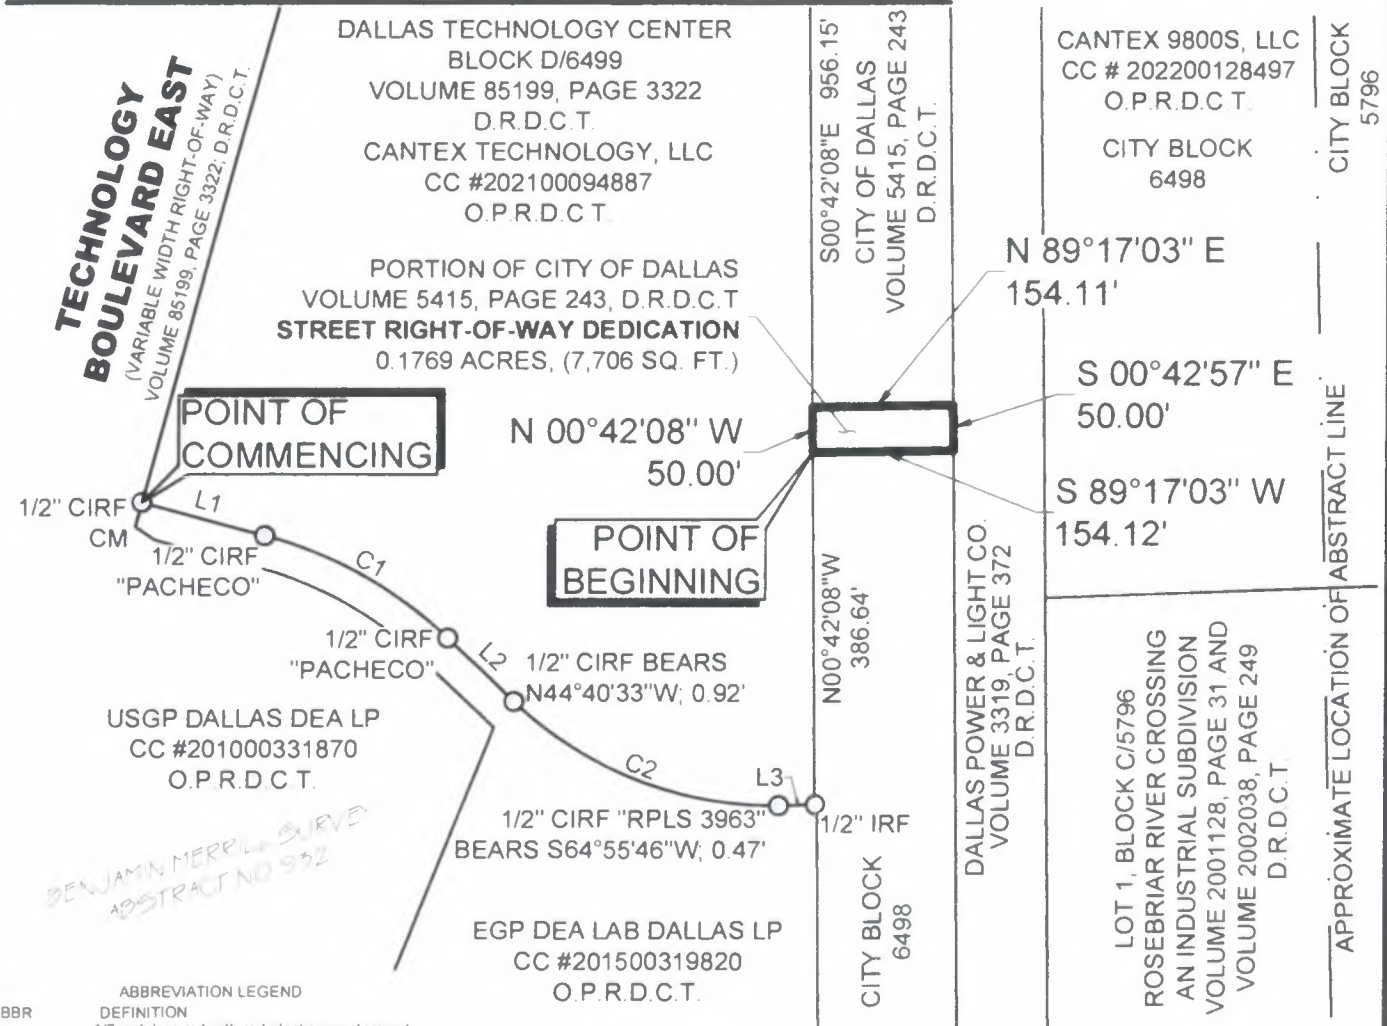 DALLAS TECHNOLOGY CENTER
BLOCK D/6499
VOLUME 85199, PAGE 3322
D.R.D.C.T.
CANTEX TECHNOLOGY, LLC
CC #202100094887
O.P.R.D.C T.
TECHNOLOGY
BOULEVARD EAST
(VARIABLE WIDTH RIGHT-OF-WAY)
VOLUME 85199, PAGE 3322; D.R.D.C.T.
S00°42'08"E 956.15'
CITY OF DALLAS
VOLUME 5415, PAGE 243
D.R.D.C.T.
CANTEX 9800S, LLC
CC # 202200128497
O.P.R.D.C T.
CITY BLOCK
6498
CITY BLOCK
5796
PORTION OF CITY OF DALLAS
VOLUME 5415, PAGE 243, D.R.D.C.T
STREET RIGHT-OF-WAY DEDICATION
0.1769 ACRES, (7,706 SQ. FT.)
N 89°17'03" E
154.11'
S 00°42'57" E
50.00'
N 00°42'08" W
50.00'
S 89°17'03" W
154.12'
POINT OF
COMMENCING
POINT OF
BEGINNING
1/2" CIRF
CM
L1
1/2" CIRF
"PACHECO"
C1
1/2" CIRF
"PACHECO"
L2
1/2" CIRF BEARS
N44°40'33"W; 0.92'
C2
L3
1/2" CIRF "RPLS 3963"
BEARS S64°55'46"W; 0.47'
1/2" IRF
N00°42'08"W
386.64'
DALLAS POWER & LIGHT CO.
VOLUME 3319, PAGE 372
D.R.D.C.T.
USGP DALLAS DEA LP
CC #201000331870
O.P.R.D.C.T.
BENJAMIN MERRILL SURVEY
ABSTRACT NO 932
EGP DEA LAB DALLAS LP
CC #201500319820
O.P.R.D.C.T.
CITY BLOCK
6498
LOT 1, BLOCK C/5796
ROSEBRIAR RIVER CROSSING
AN INDUSTRIAL SUBDIVISION
VOLUME 2001128, PAGE 31 AND
VOLUME 2002038, PAGE 249
D.R.D.C.T.
APPROXIMATE LOCATION OF ABSTRACT LINE
ABBREVIATION LEGEND
BBR DEFINITION